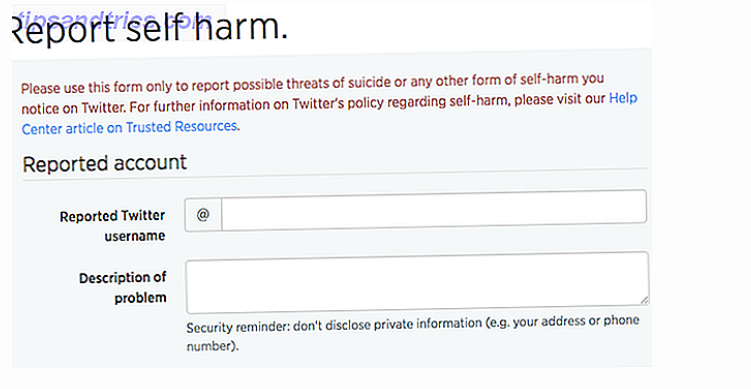 tipsandtrics.com
Report self harm.
Please use this form only to report possible threats of suicide or any other form of self-harm you
notice on Twitter. For further information on Twitter's policy regarding self-harm, please visit our Help
Center article on Trusted Resources.
Reported account
Reported Twitter
username
@
Description of
problem
Security reminder: don't disclose private information (e.g. your address or phone
number).